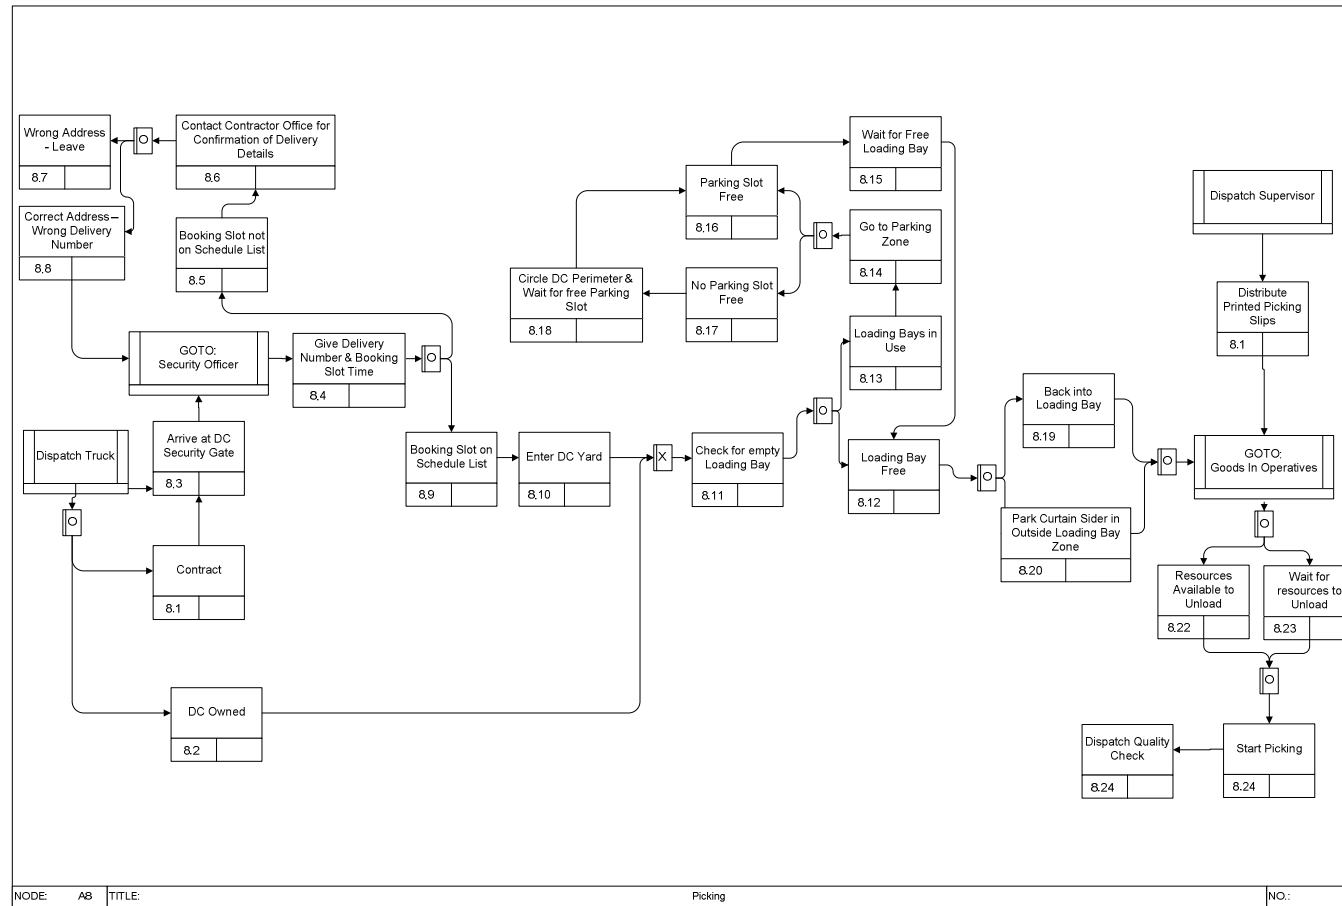 Wrong Address
- Leave
8.7
O
Contact Contractor Office for
Confirmation of Delivery
Details
8.6
Correct Address –
Wrong Delivery
Number
8.8
Booking Slot not
on Schedule List
8.5
GOTO:
Security Officer
Give Delivery
Number & Booking
Slot Time
8.4
O
Dispatch Truck
Arrive at DC
Security Gate
8.3
O
Contract
8.1
DC Owned
8.2
Booking Slot on
Schedule List
8.9
Enter DC Yard
8.10
X
Check for empty
Loading Bay
8.11
O
Parking Slot
Free
8.16
Wait for Free
Loading Bay
8.15
O
Go to Parking
Zone
8.14
Circle DC Perimeter &
Wait for free Parking
Slot
8.18
No Parking Slot
Free
8.17
Loading Bays in
Use
8.13
Loading Bay
Free
8.12
O
Back into
Loading Bay
8.19
Park Curtain Sider in
Outside Loading Bay
Zone
8.20
O
Dispatch Supervisor
Distribute
Printed Picking
Slips
8.1
GOTO:
Goods In Operatives
O
Resources
Available to
Unload
8.22
Wait for
resources to
Unload
8.23
O
Dispatch Quality
Check
8.24
Start Picking
8.24
NODE: A8 TITLE: Picking NO.: